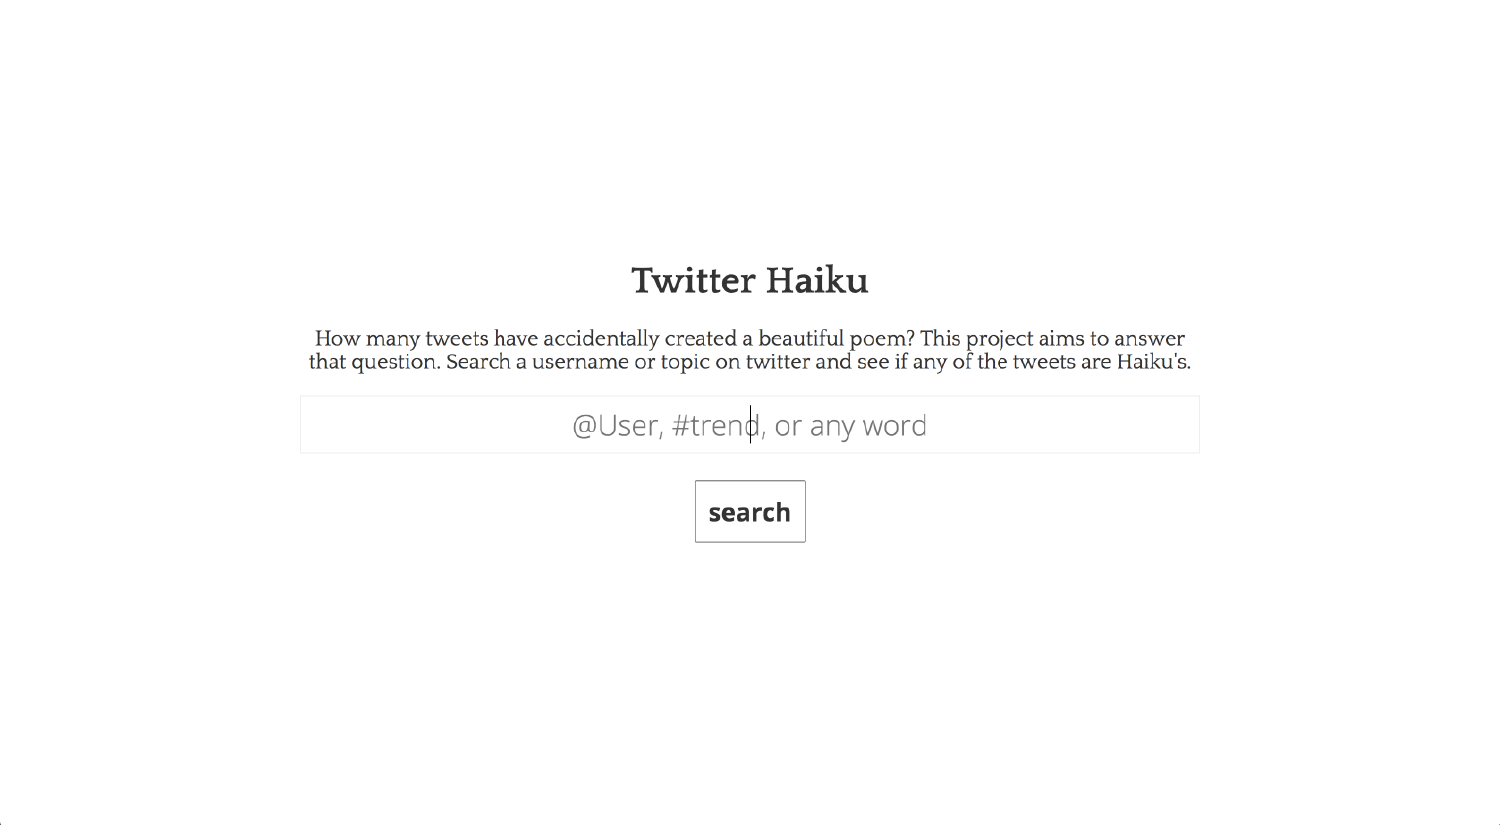 Twitter Haiku
How many tweets have accidentally created a beautiful poem? This project aims to answer
that question. Search a username or topic on twitter and see if any of the tweets are Haiku's.
@User, #trend, or any word
search